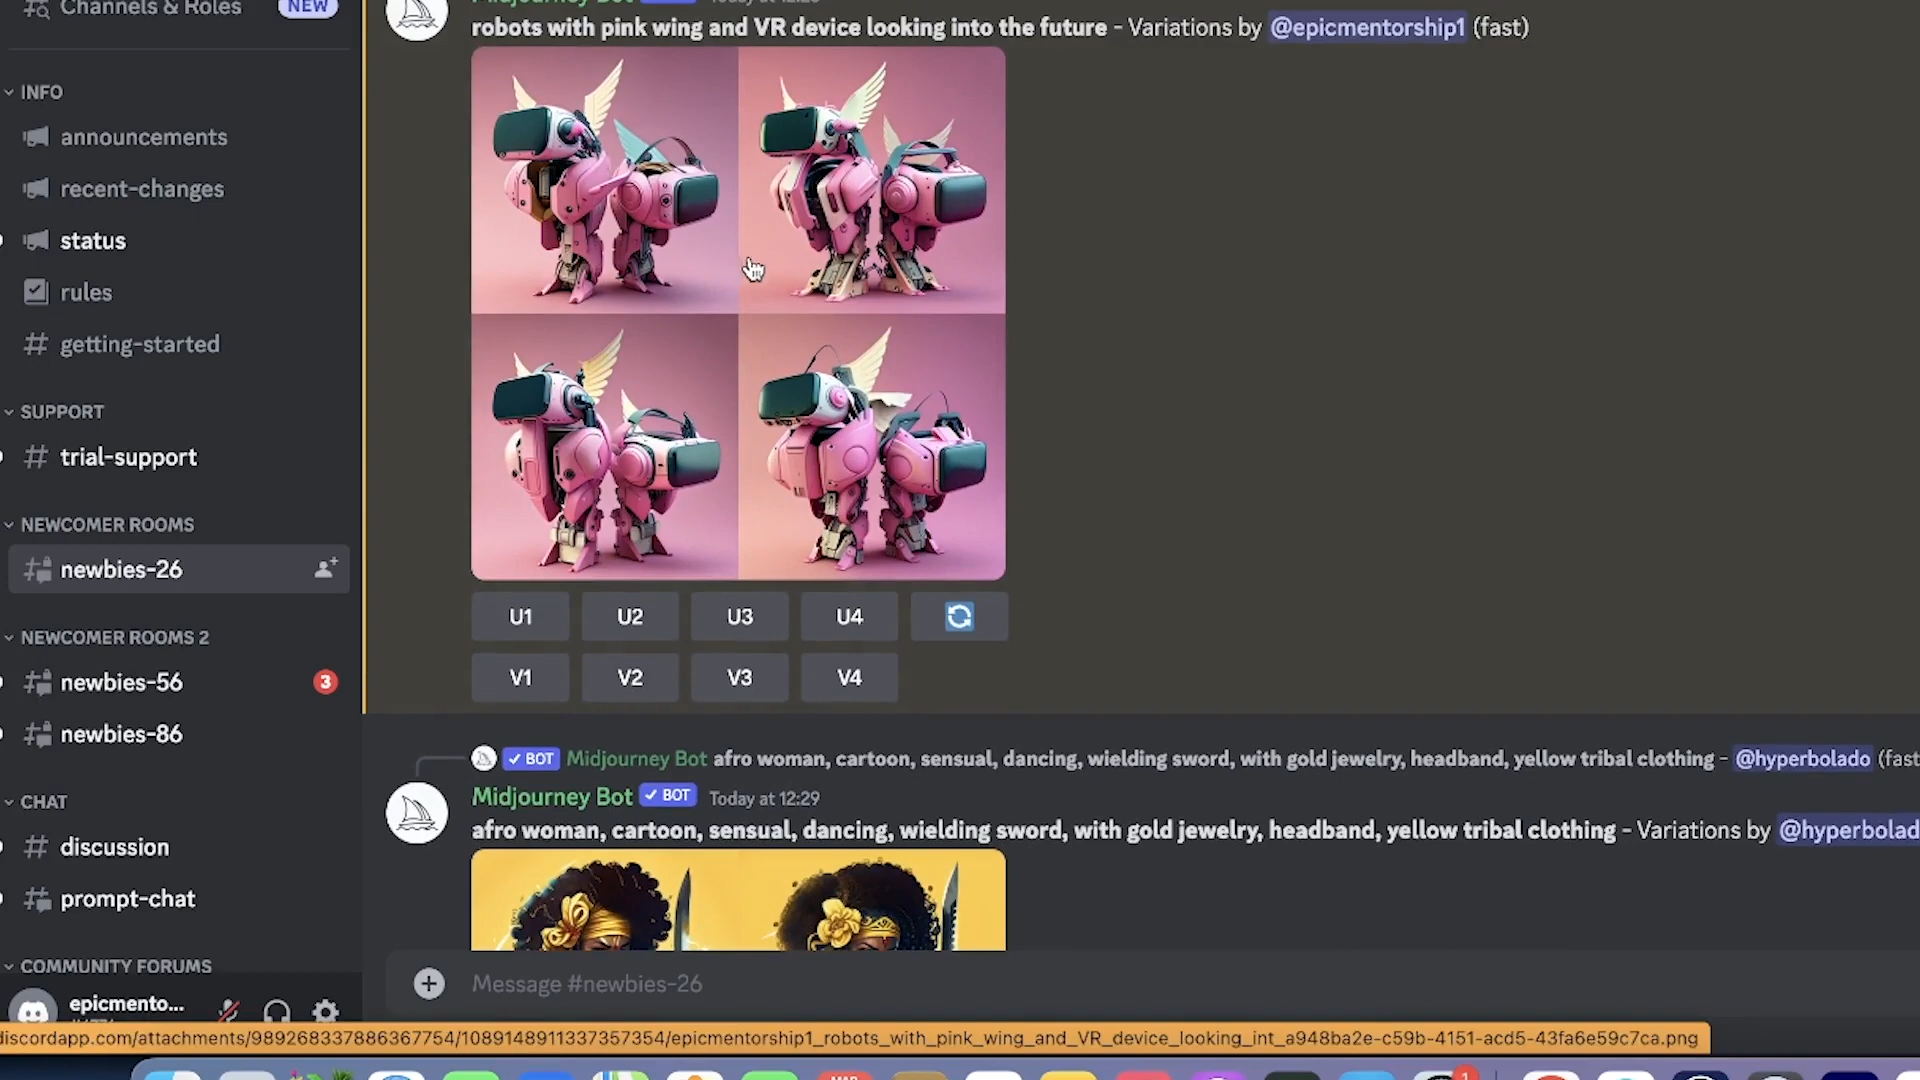 Channels & Roles
NEW
INFO
announcements
recent-changes
status
rules
getting-started
SUPPORT
trial-support
NEWCOMER ROOMS
newbies-26
NEWCOMER ROOMS 2
newbies-56
3
newbies-86
CHAT
discussion
prompt-chat
COMMUNITY FORUMS
epicmento...
robots with pink wing and VR device looking into the future - Variations by @epicmentorship1 (fast)
U1 U2 U3 U4
V1 V2 V3 V4
BOT Midjourney Bot afro woman, cartoon, sensual, dancing, wielding sword, with gold jewelry, headband, yellow tribal clothing - @hyperbolado (fast
Midjourney Bot BOT Today at 12:29
afro woman, cartoon, sensual, dancing, wielding sword, with gold jewelry, headband, yellow tribal clothing - Variations by @hyperbolad
Message #newbies-26
discordapp.com/attachments/989268337886367754/1089148911337357354/epicmentorship1_robots_with_pink_wing_and_VR_device_looking_int_a948ba2e-c59b-4151-acd5-43fa6e59c7ca.png
1